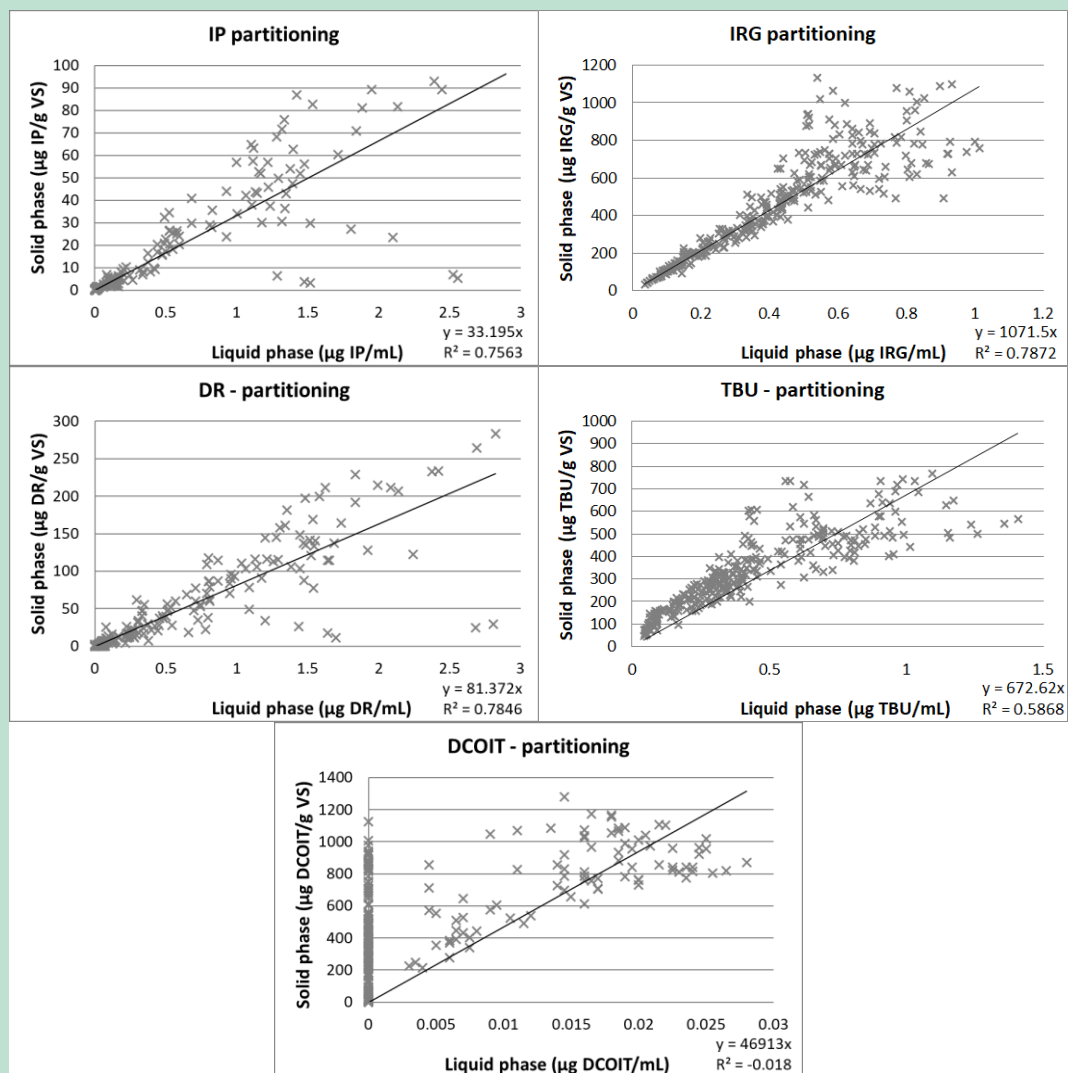 IP partitioning
Solid phase (µg IP/g VS)
100
90
80
70
60
50
40
30
20
10
0
0 0.5 1 1.5 2 2.5 3
Liquid phase (µg IP/mL)
y = 33.195x
R² = 0.7563
IRG partitioning
Solid phase (µg IRG/g VS)
1200
1000
800
600
400
200
0
0 0.2 0.4 0.6 0.8 1 1.2
Liquid phase (µg IRG/mL)
y = 1071.5x
R² = 0.7872
DR - partitioning
Solid phase (µg DR/g VS)
300
250
200
150
100
50
0
0 0.5 1 1.5 2 2.5 3
Liquid phase (µg DR/mL)
y = 81.372x
R² = 0.7846
TBU - partitioning
Solid phase (µg TBU/g VS)
1000
900
800
700
600
500
400
300
200
100
0
0 0.5 1 1.5
Liquid phase (µg TBU/mL)
y = 672.62x
R² = 0.5868
DCOIT - partitioning
Solid phase (µg DCOIT/g VS)
1400
1200
1000
800
600
400
200
0
0 0.005 0.01 0.015 0.02 0.025 0.03
Liquid phase (µg DCOIT/mL)
y = 46913x
R² = -0.018